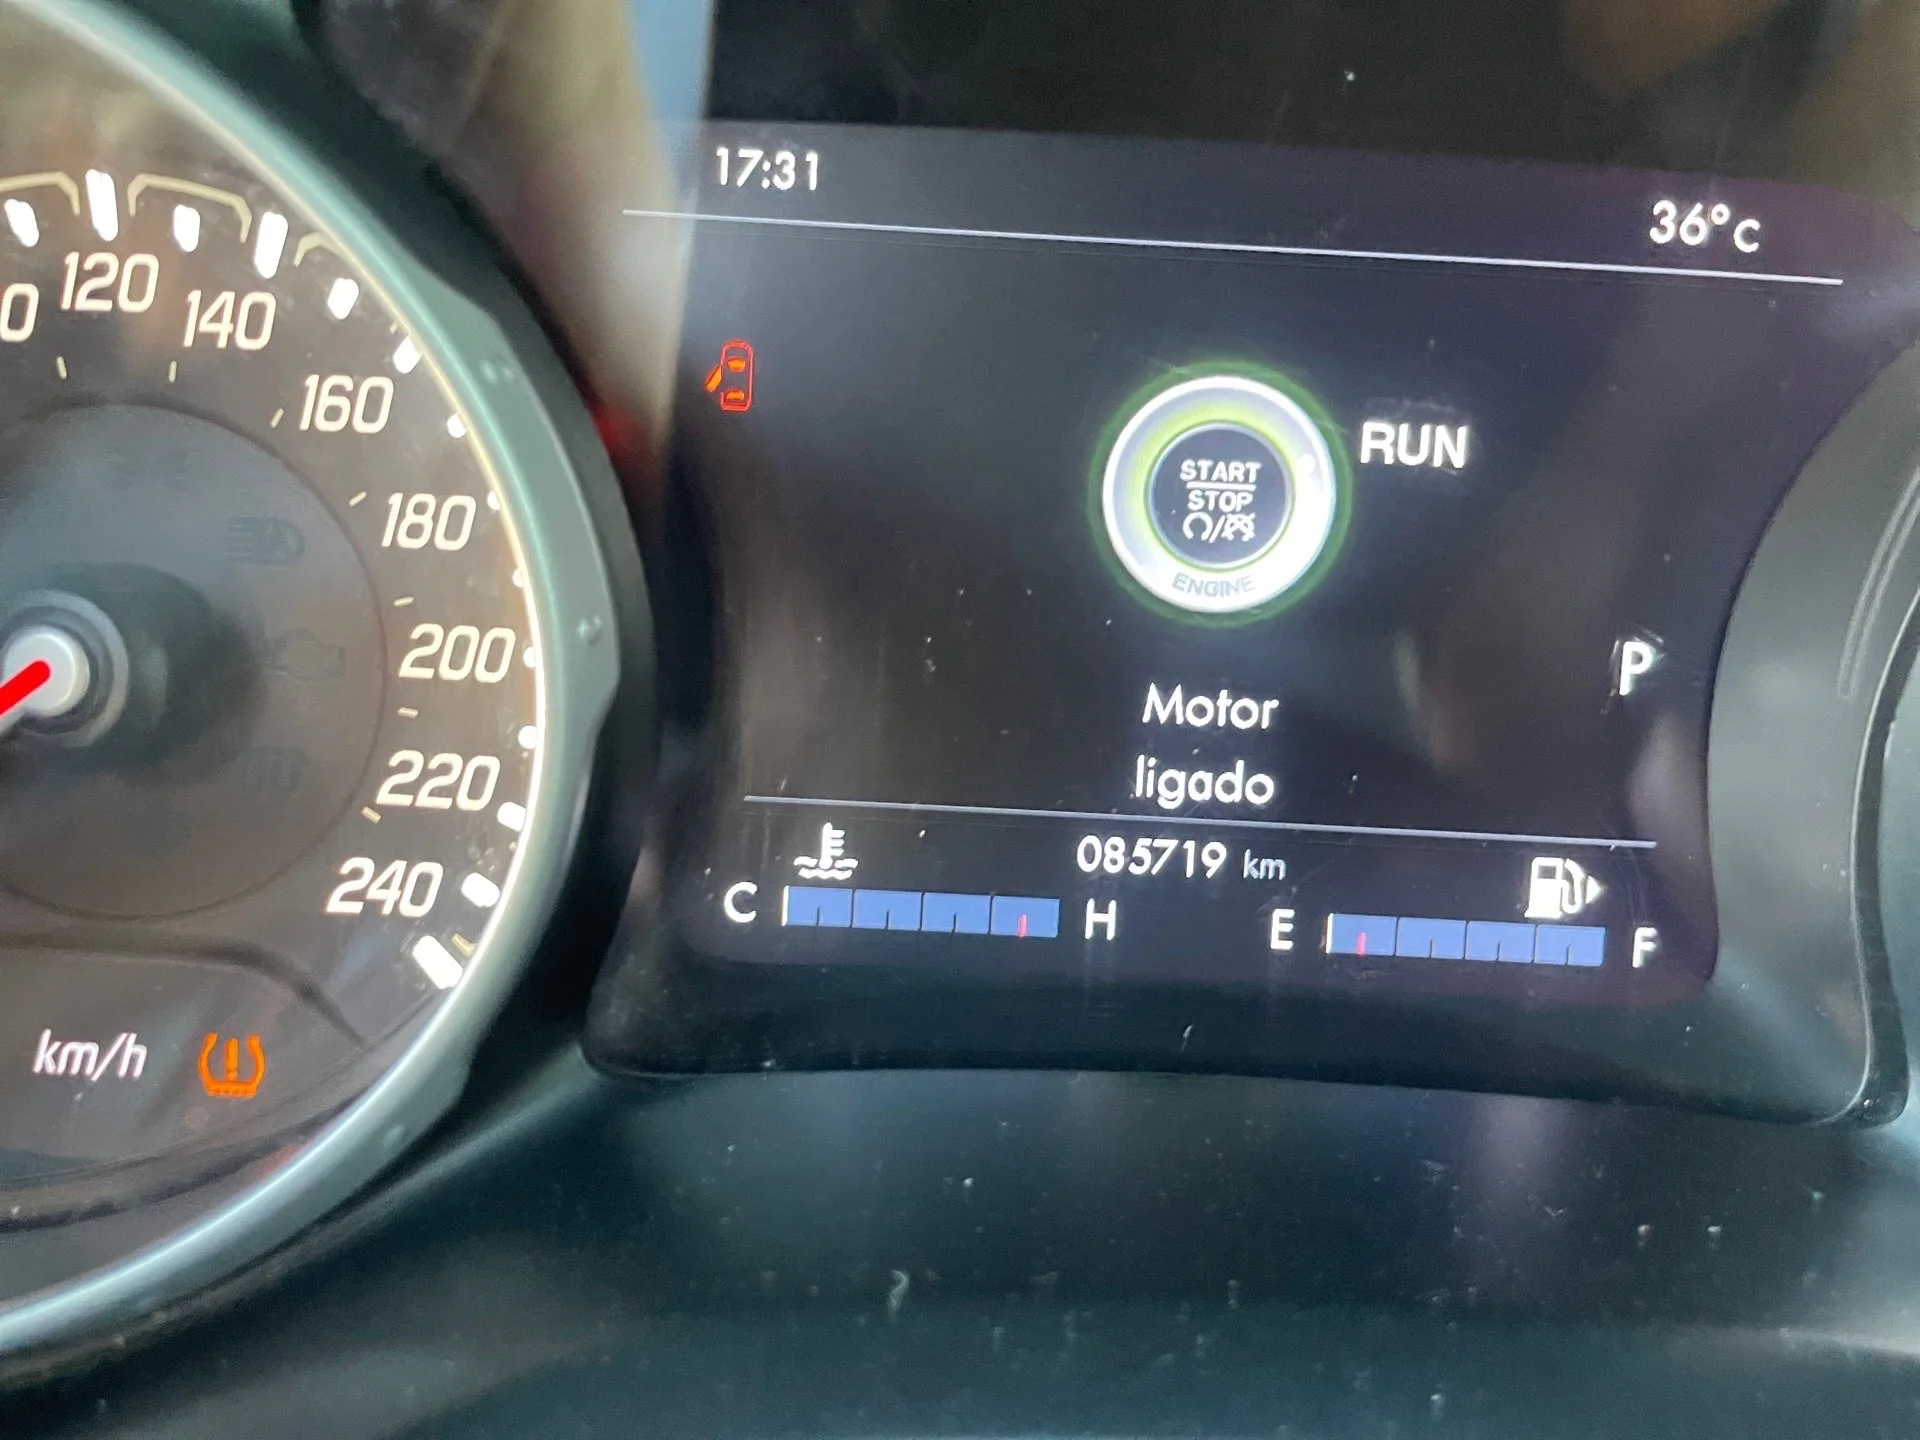 17:31
36°C
120
140
160
180
200
220
240
km/h
START
STOP
ENGINE
RUN
P
Motor
ligado
085719 km
C H E F